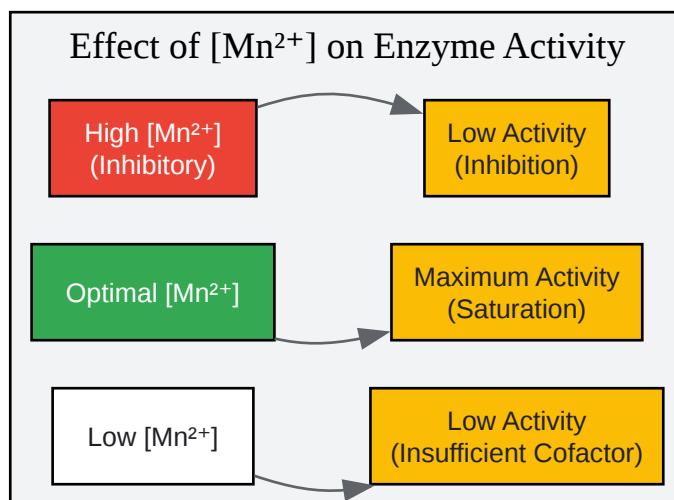 Effect of [Mn²⁺] on Enzyme Activity
High [Mn²⁺]
(Inhibitory)
Low Activity
(Inhibition)
Optimal [Mn²⁺]
Maximum Activity
(Saturation)
Low [Mn²⁺]
Low Activity
(Insufficient Cofactor)